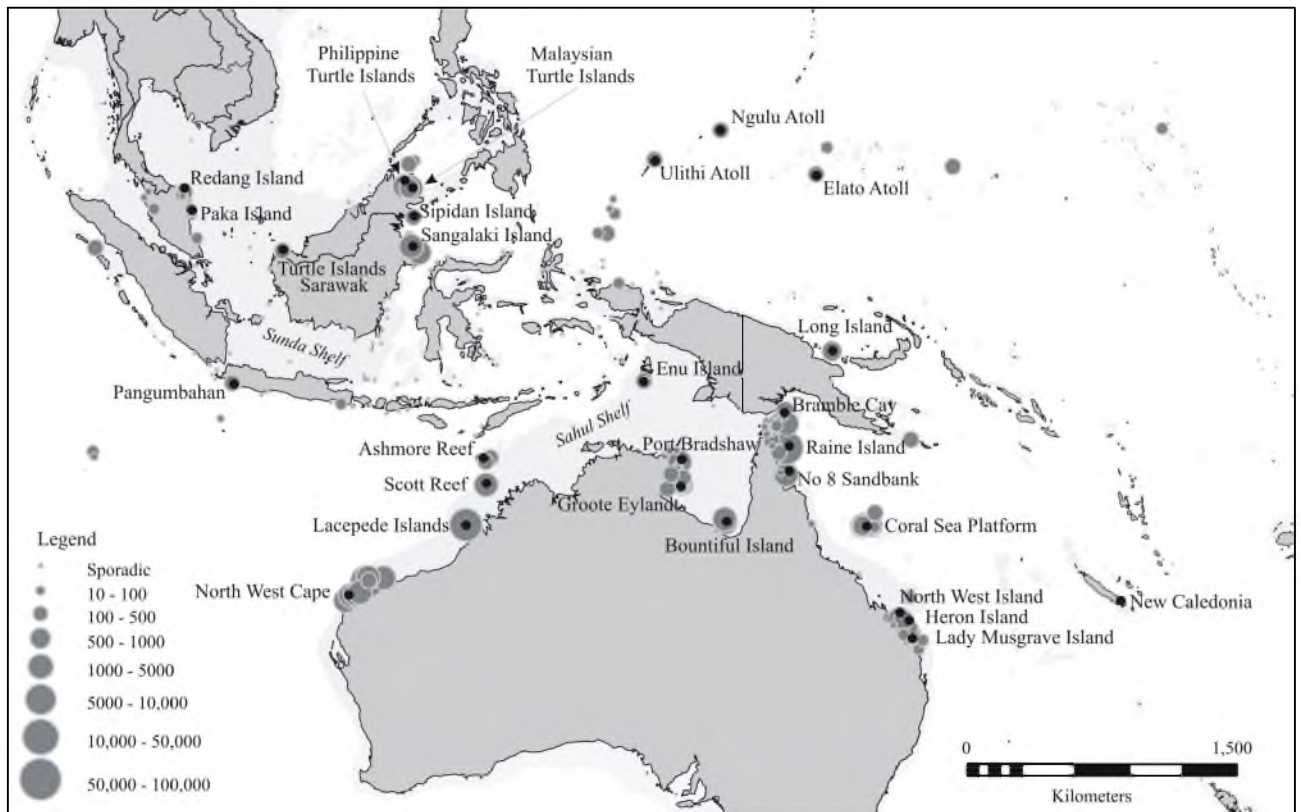 Philippine
Turtle Islands
Malaysian
Turtle Islands
Ngulu Atoll
Ulithi Atoll
Elato Atoll
Redang Island
Paka Island
Sipidan Island
Sangalaki Island
Turtle Islands
Sarawak
Sunda Shelf
Long Island
Pangumbahan
Enu Island
Bramble Cay
Sahul Shelf
Ashmore Reef
Port Bradshaw
Raine Island
Scott Reef
No 8 Sandbank
Groote Eylandt
Lacepede Islands
Coral Sea Platform
Bountiful Island
North West Cape
North West Island
New Caledonia
Heron Island
Lady Musgrave Island
Legend
Sporadic
10 - 100
100 - 500
500 - 1000
1000 - 5000
5000 - 10,000
10,000 - 50,000
50,000 - 100,000
0 1,500
Kilometers